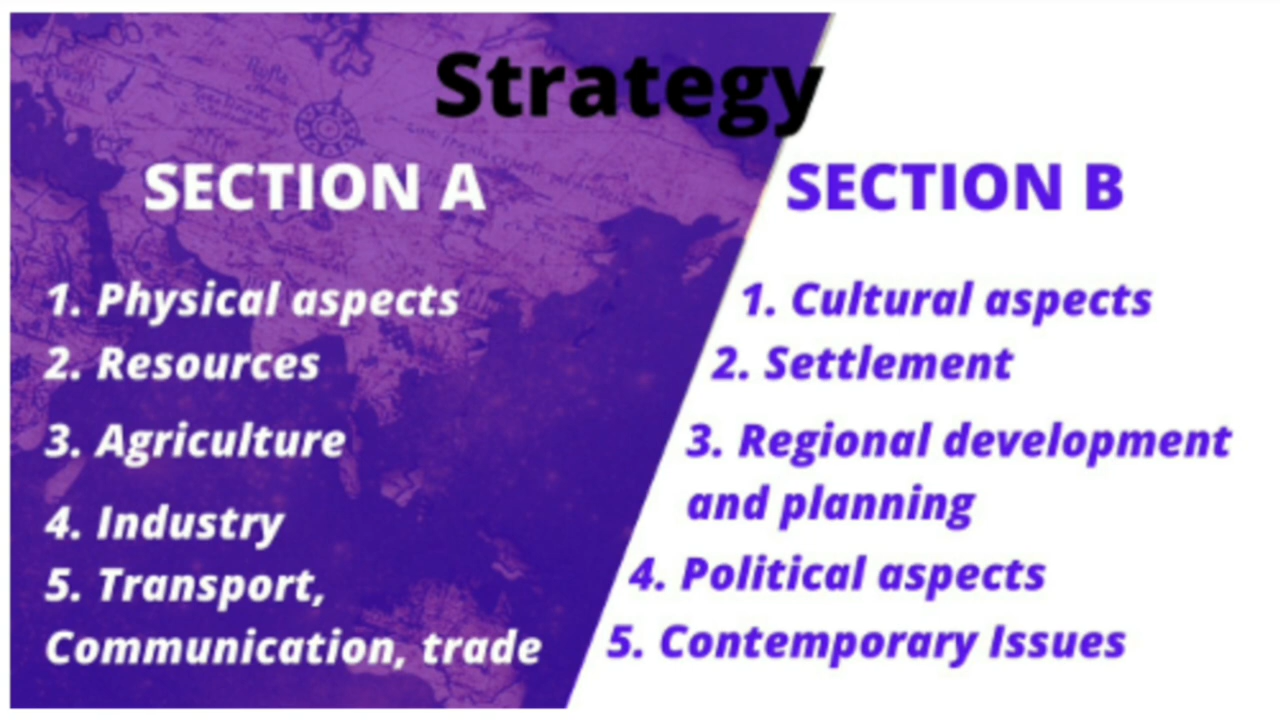 Strategy
SECTION A
1. Physical aspects
2. Resources
3. Agriculture
4. Industry
5. Transport,
Communication, trade
SECTION B
1. Cultural aspects
2. Settlement
3. Regional development
and planning
4. Political aspects
5. Contemporary Issues